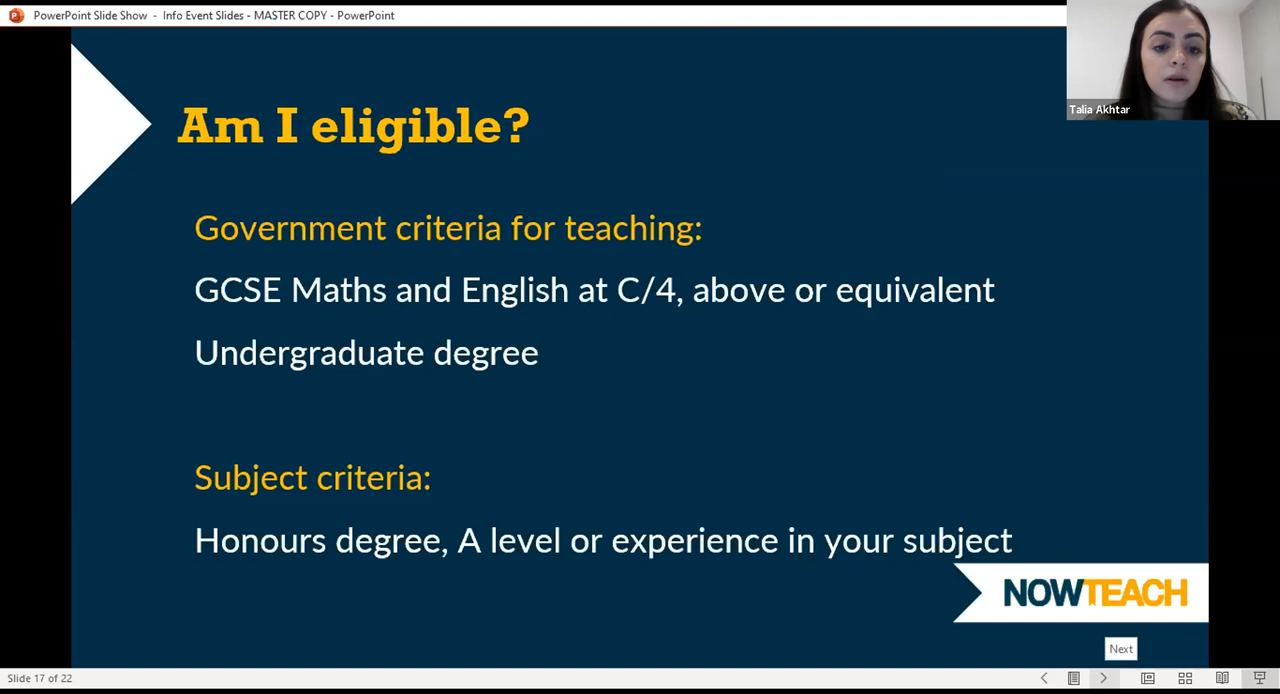 PowerPoint Slide Show - Info Event Slides - MASTER COPY - PowerPoint
Talia Akhtar
Am I eligible?
Government criteria for teaching:
GCSE Maths and English at C/4, above or equivalent
Undergraduate degree
Subject criteria:
Honours degree, A level or experience in your subject
NOWTEACH
Next
Slide 17 of 22